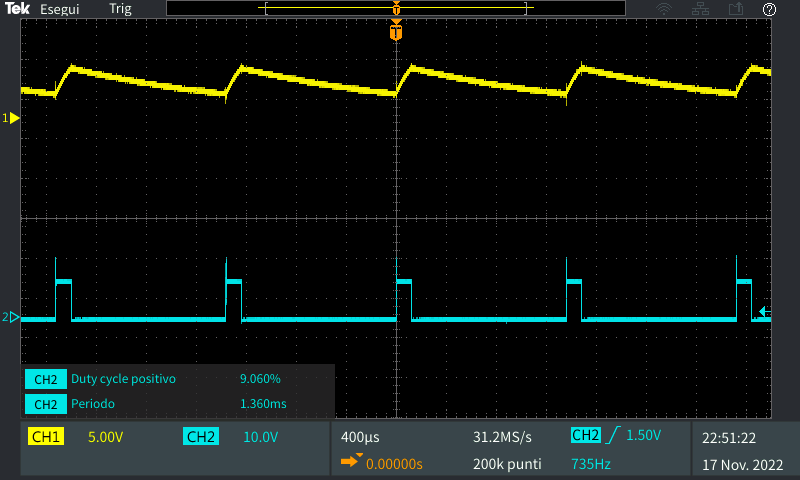 Tek Esegui Trig T ?
T
1
2
CH2 Duty cycle positivo 9.060%
CH2 Periodo 1.360ms
CH1 5.00V CH2 10.0V 400µs 31.2MS/s CH2 1.50V 22:51:22
0.00000s 200k punti 735Hz 17 Nov. 2022